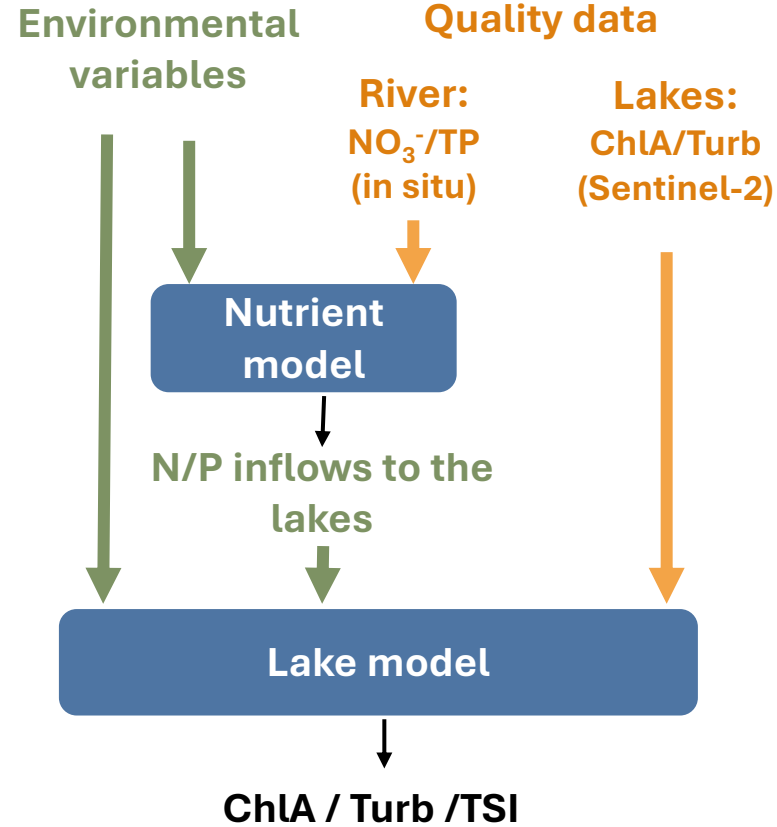 Environmental
variables
Quality data
River:
NO₃⁻/TP
(in situ)
Lakes:
ChlA/Turb
(Sentinel-2)
Nutrient
model
N/P inflows to the
lakes
Lake model
ChlA / Turb /TSI